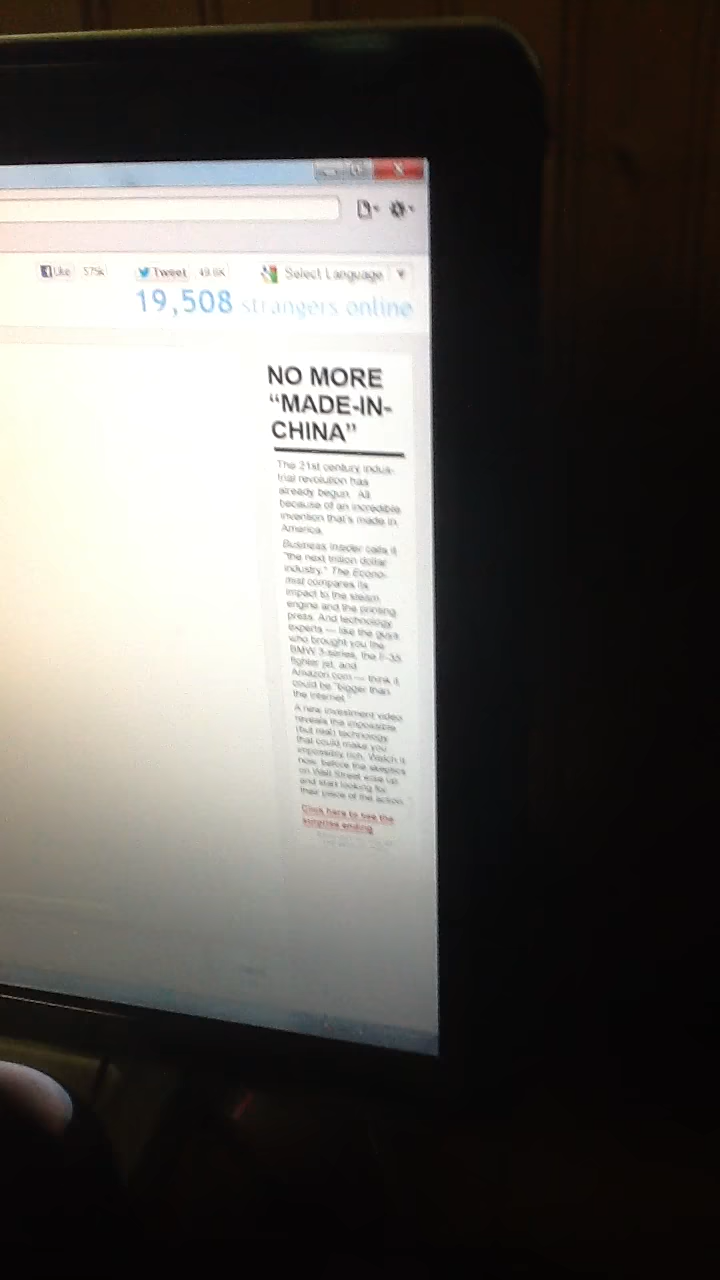 Like 575k Tweet 49.6K Select Language
19,508 strangers online
NO MORE
“MADE-IN-
CHINA”
The 21st century indus-
trial revolution has
already begun. All
because of an incredible
invention that's made in
America.
Business Insider calls it
"the next trillion dollar
industry." The Econo-
mist compares its
impact to the steam
engine and the printing
press. And technology
experts — like the guys
who brought you the
BMW 3-series, the F-35
fighter jet, and
Amazon.com — think it
could be "bigger than
the internet."
A new investment video
reveals the impossible
(but real) technology
that could make you
impossibly rich. Watch it
now, before the skeptics
on Wall Street wise up
and start looking for
their piece of the action.
Click here to see the
surprise ending